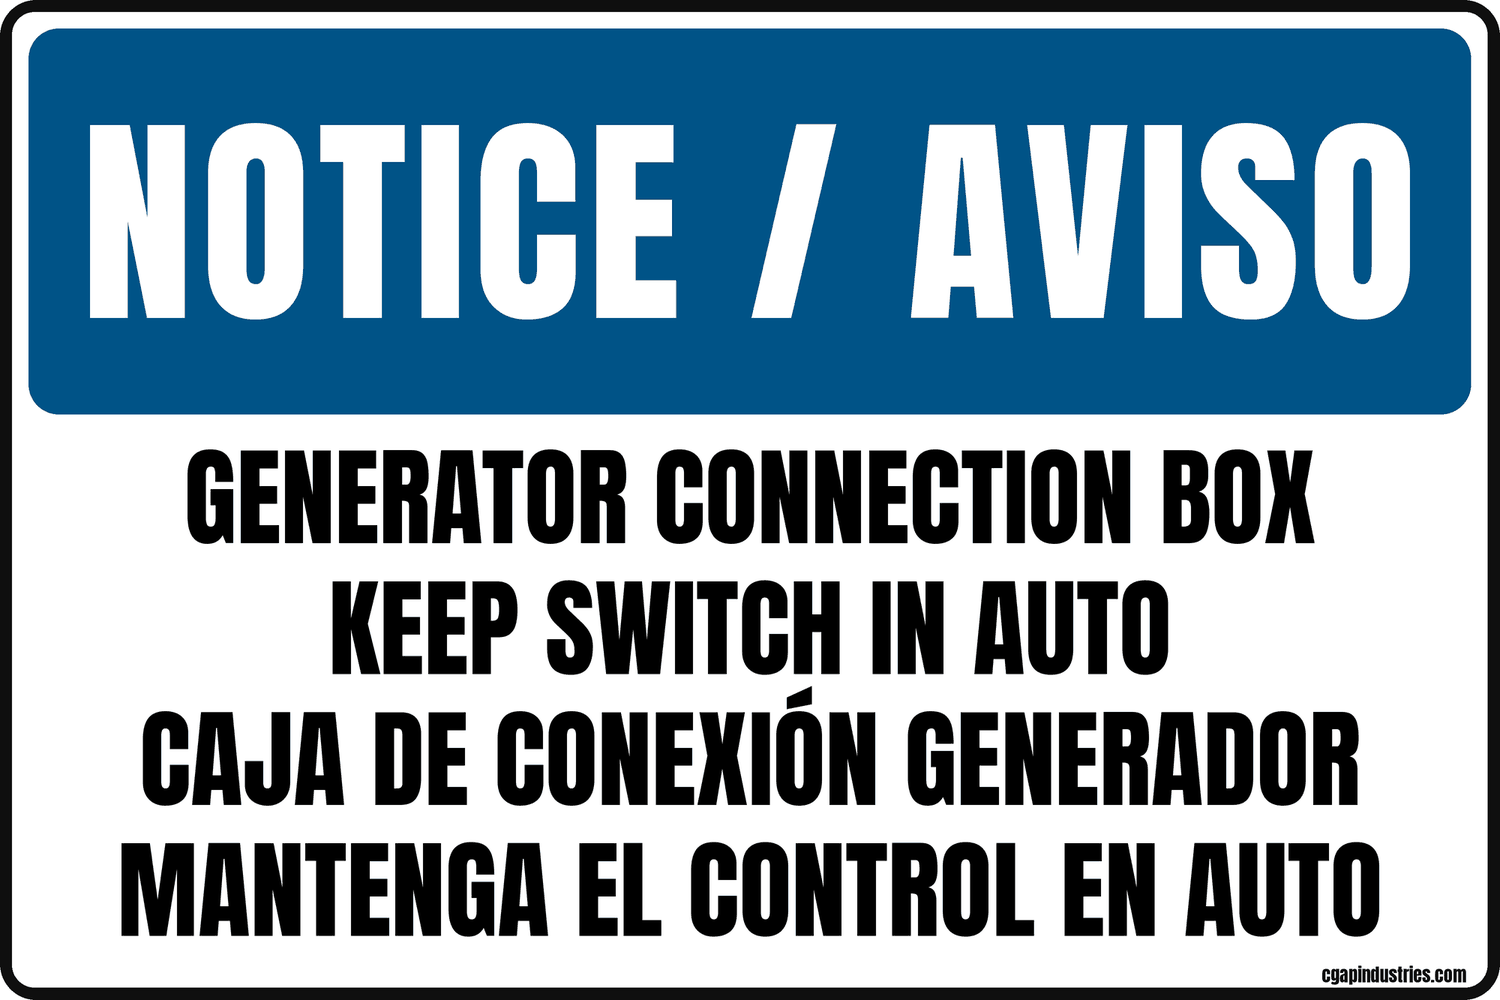 NOTICE / AVISO
GENERATOR CONNECTION BOX
KEEP SWITCH IN AUTO
CAJA DE CONEXIÓN GENERADOR
MANTENGA EL CONTROL EN AUTO
cgapindustries.com